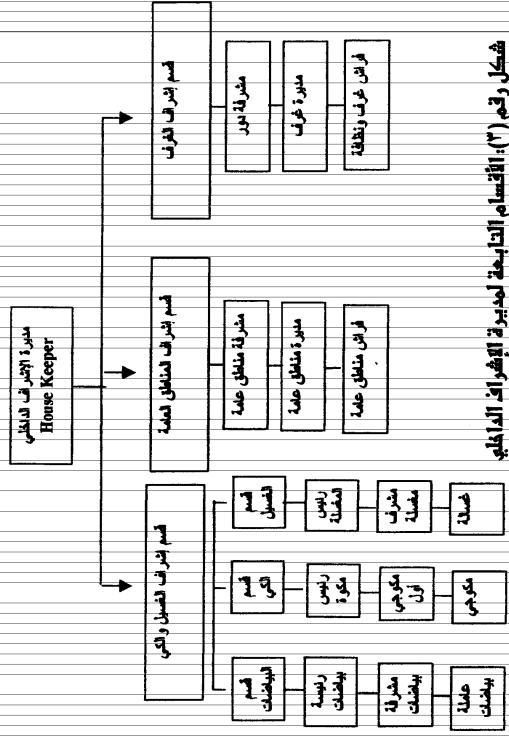 مديرة الإشراف الداخلي
House Keeper
قسم إشراف الغرف
مشرفة دور
مديرة غرف
فراش غرف ونظافة
قسم إشراف المناطق العامة
مشرفة مناطق عامة
مديرة مناطق عامة
فراش مناطق عامة
قسم إشراف الغسيل والكي
قسم
الغسيل
رئيس
المغسلة
مشرف
مغسلة
غسالة
قسم
الكي
رئيس
مكوة
مكوجي
أول
مكوجي
قسم
البياضات
رئيسة
بياضات
مشرفة
بياضات
عاملة
بياضات
شكل رقم (٣): الأقسام التابعة لمديرة الإشراف الداخلي